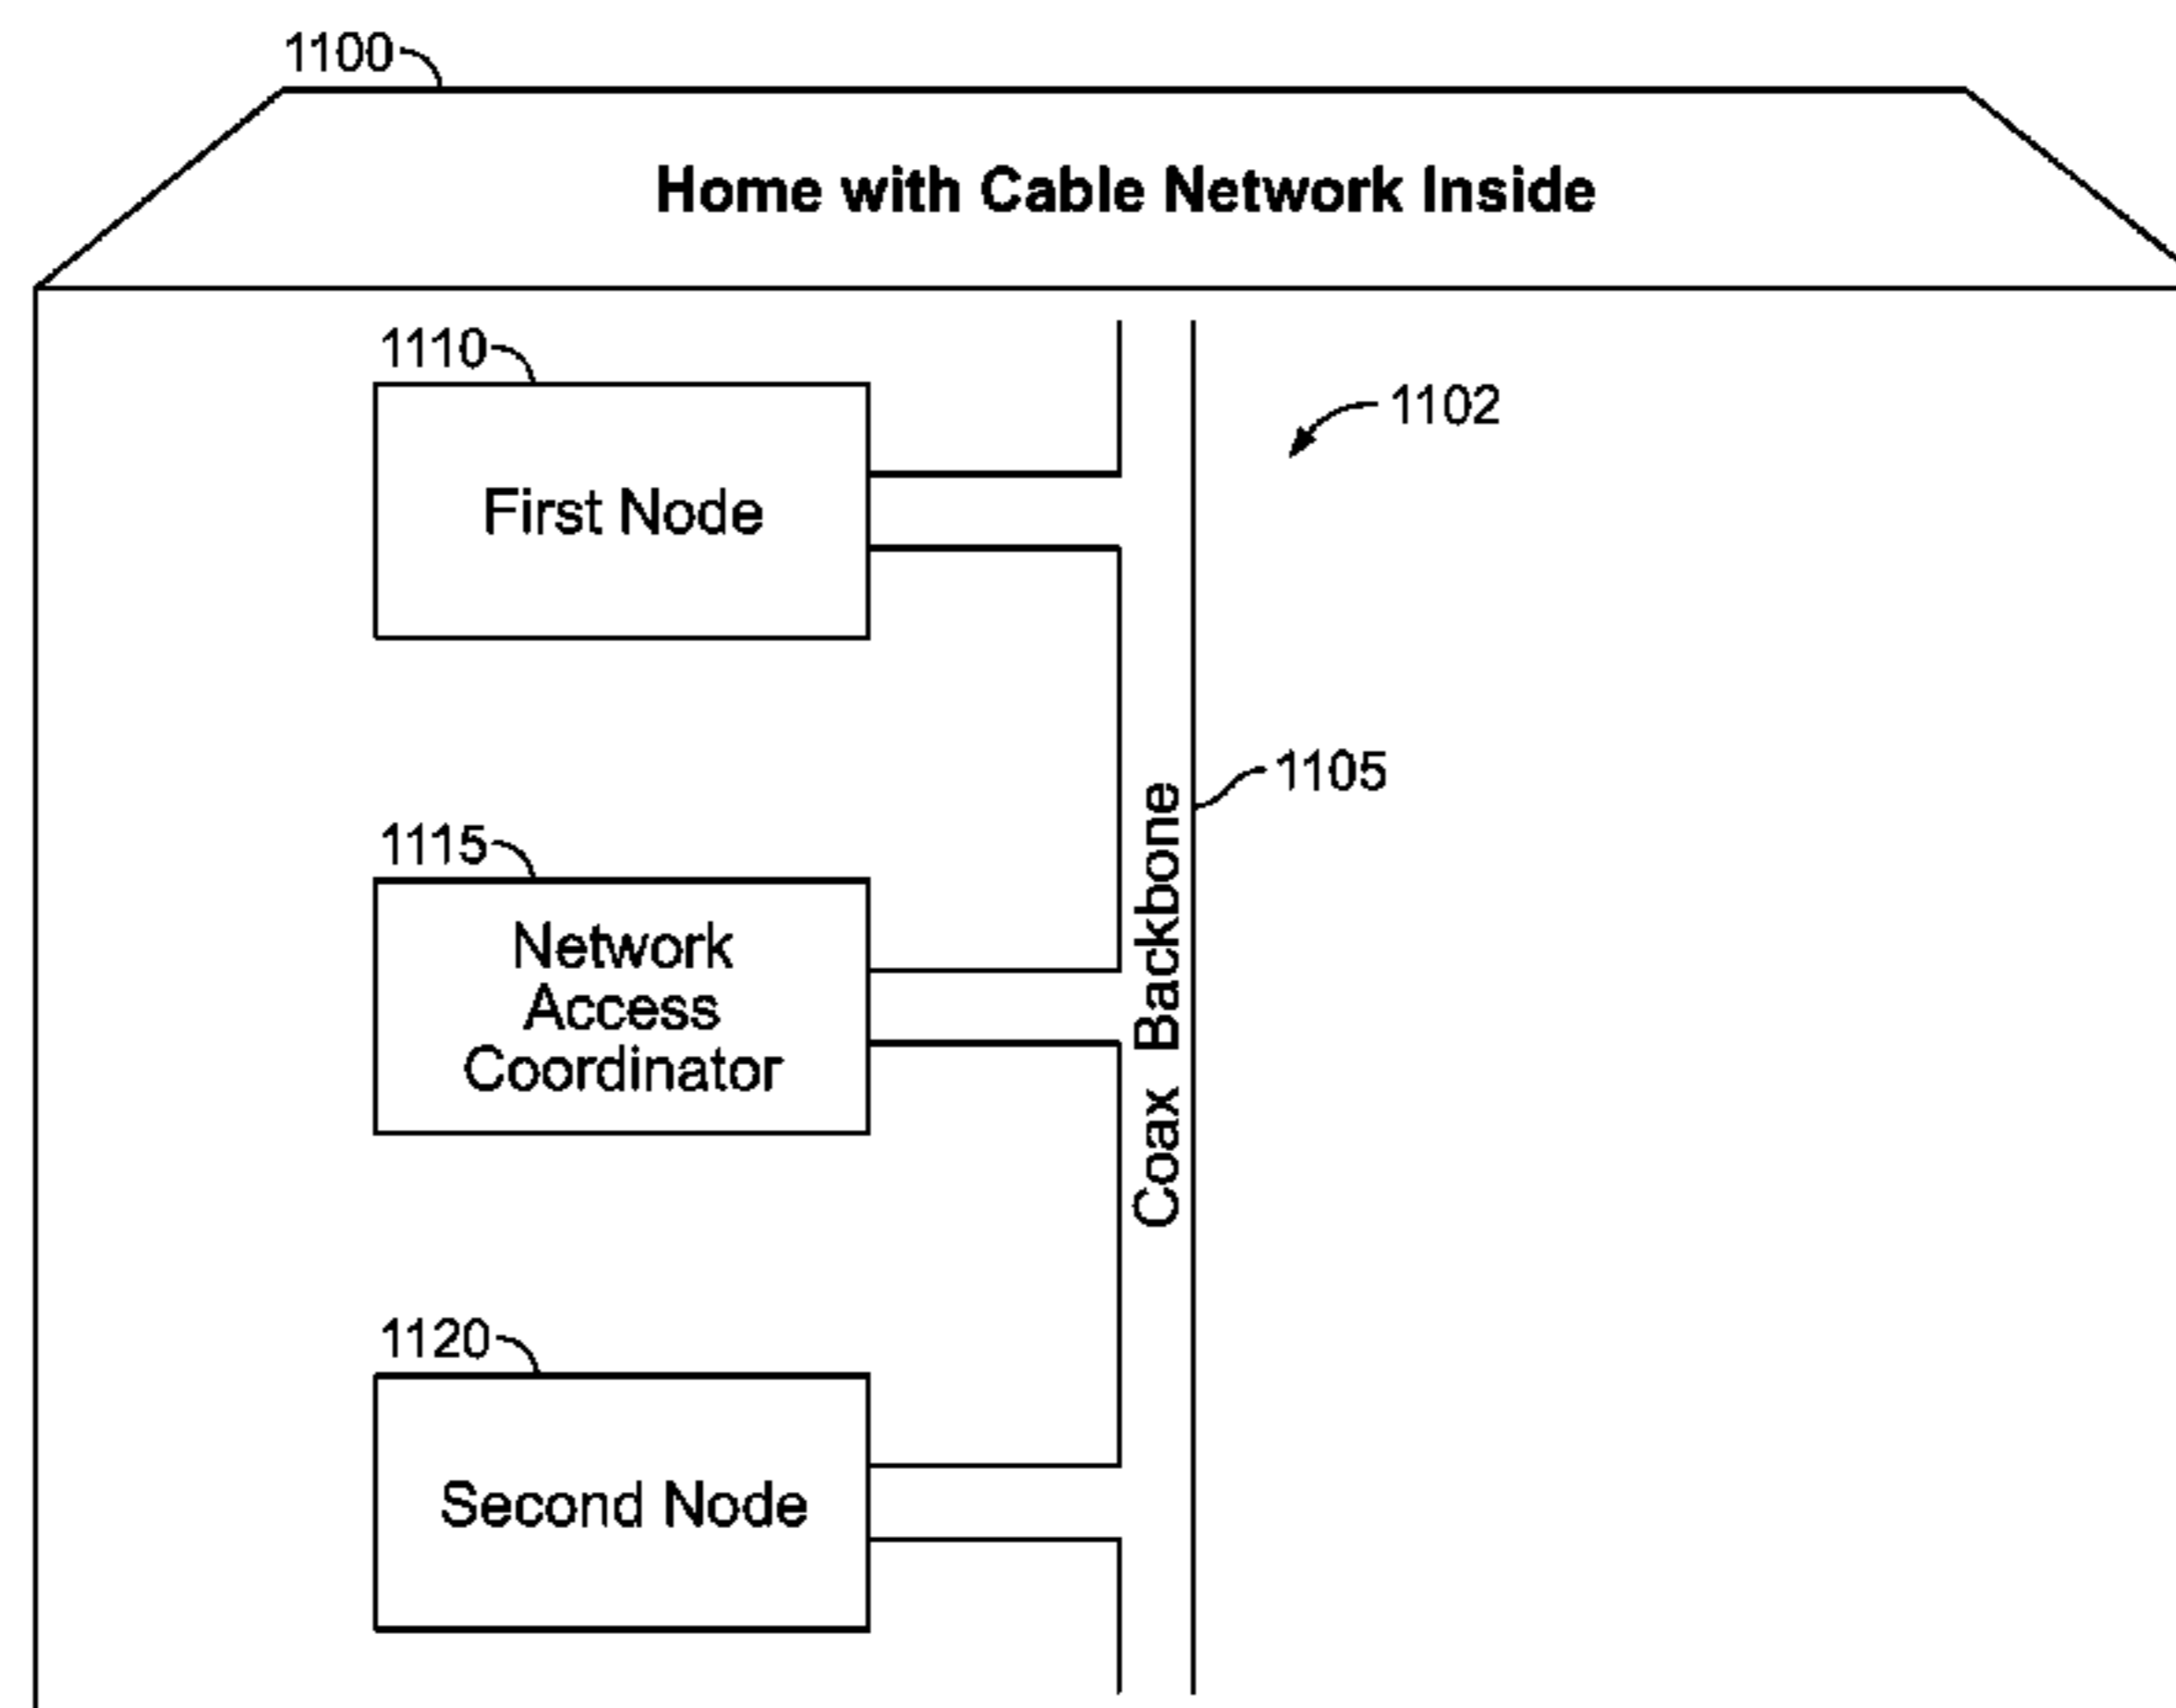 1100
Home with Cable Network Inside
1110
1102
First Node
1105
1115
Network
Access
Coordinator
Coax Backbone
1120
Second Node